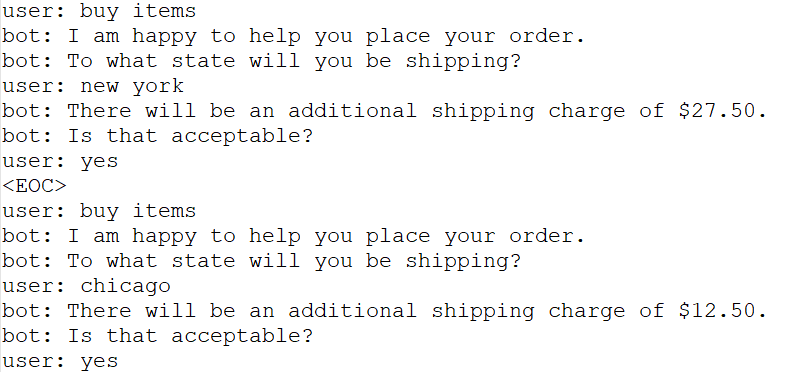 user: buy items
bot: I am happy to help you place your order.
bot: To what state will you be shipping?
user: new york
bot: There will be an additional shipping charge of $27.50.
bot: Is that acceptable?
user: yes
<EOC>
user: buy items
bot: I am happy to help you place your order.
bot: To what state will you be shipping?
user: chicago
bot: There will be an additional shipping charge of $12.50.
bot: Is that acceptable?
user: yes